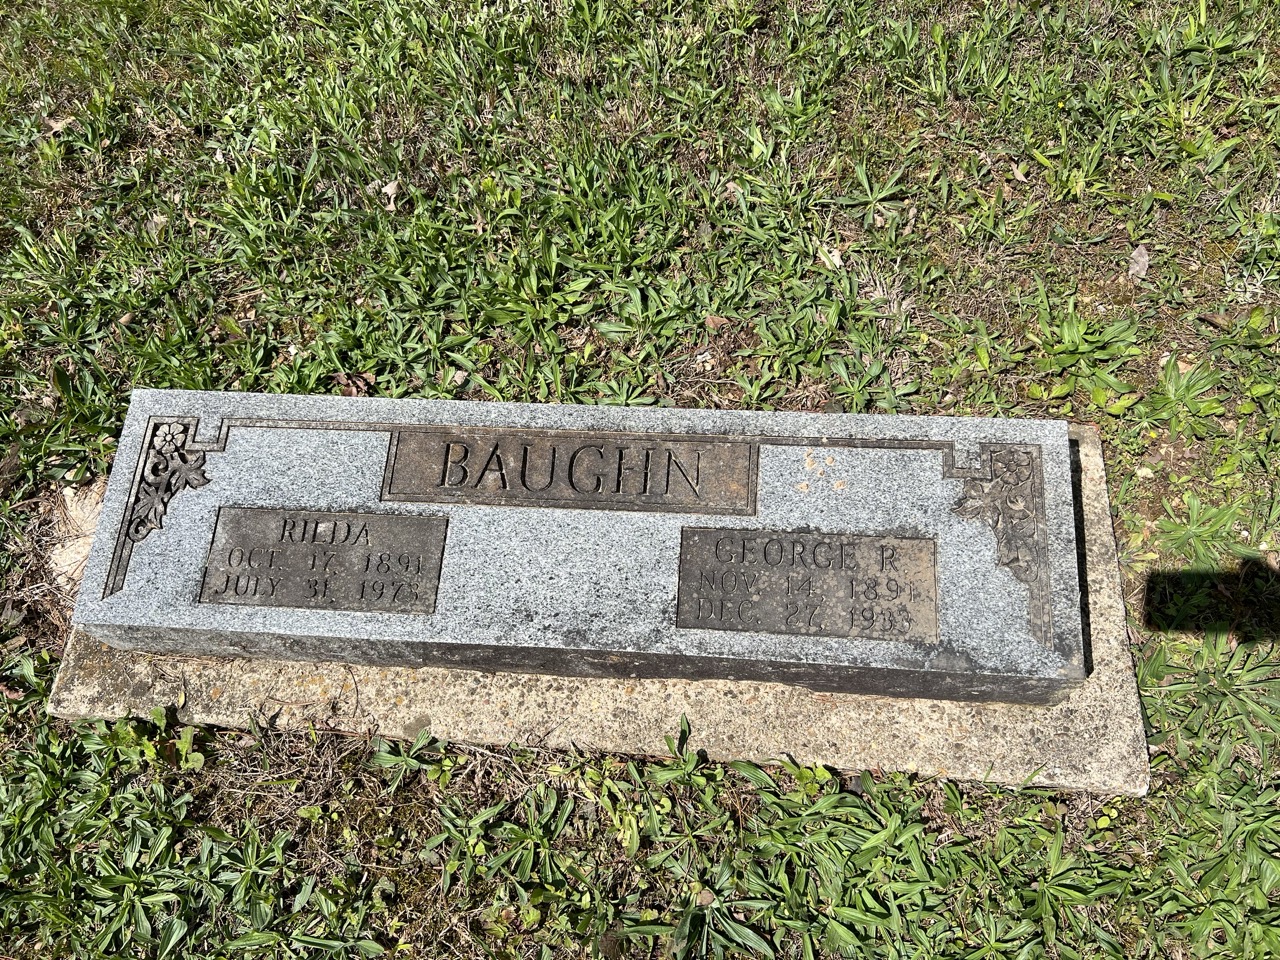 BAUGHN
RILDA
OCT. 17, 1891
JULY 31, 1973
GEORGE R.
NOV. 14, 1891
DEC. 27, 1933